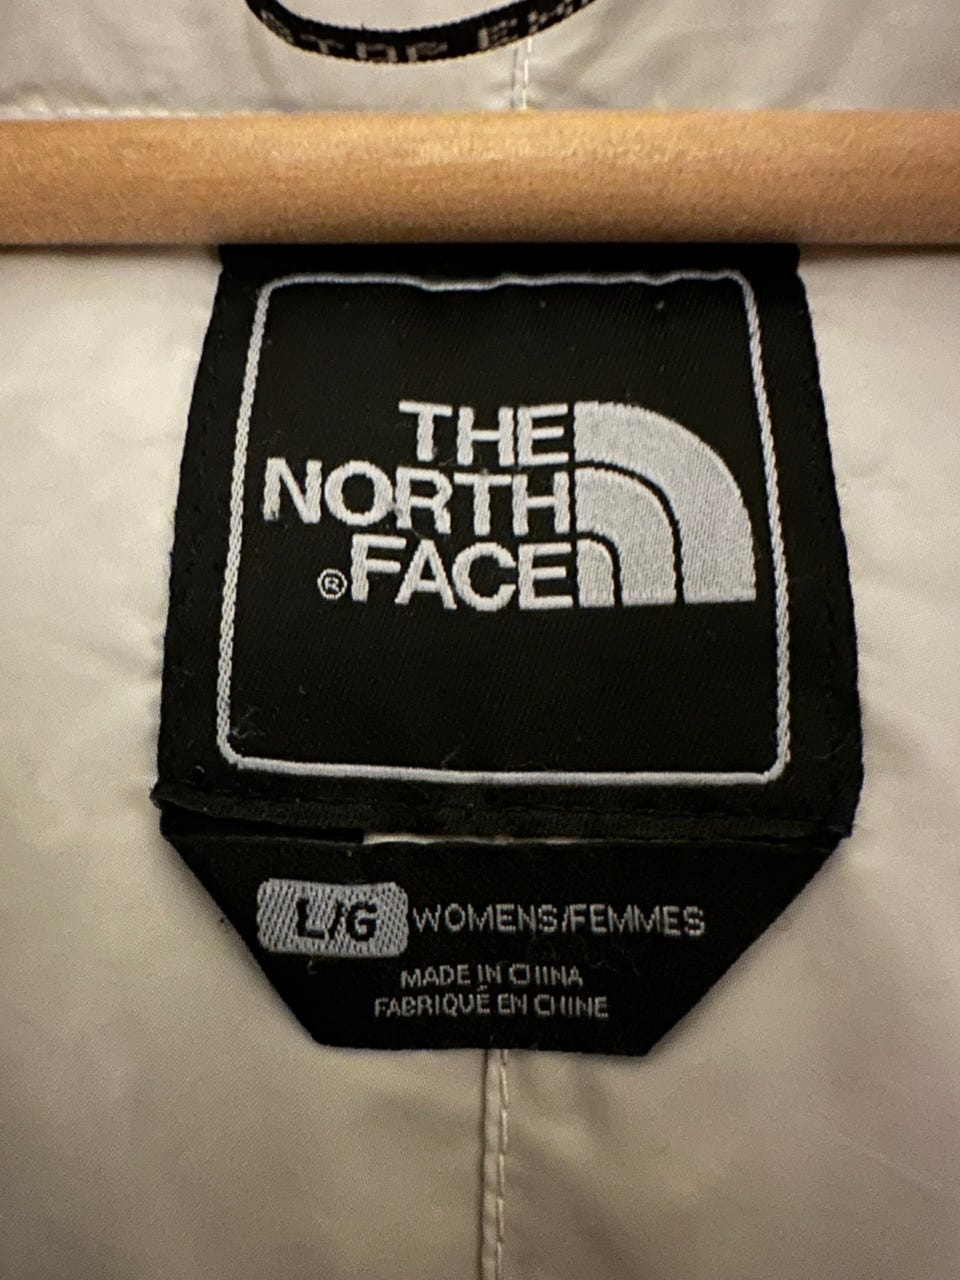 THE
NORTH
®FACE
L/G WOMENS/FEMMES
MADE IN CHINA
FABRIQUÉ EN CHINE